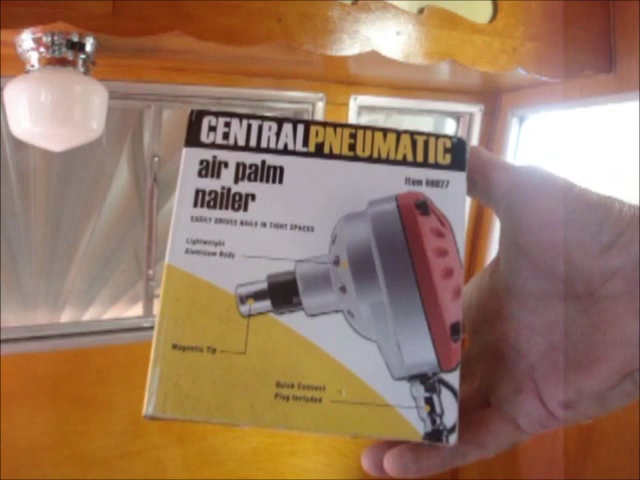 CENTRALPNEUMATIC
air palm
nailer
Item 98027
EASILY DRIVES NAILS IN TIGHT SPACES
Lightweight
Aluminum Body
Magnetic Tip
Quick Connect
Plug Included